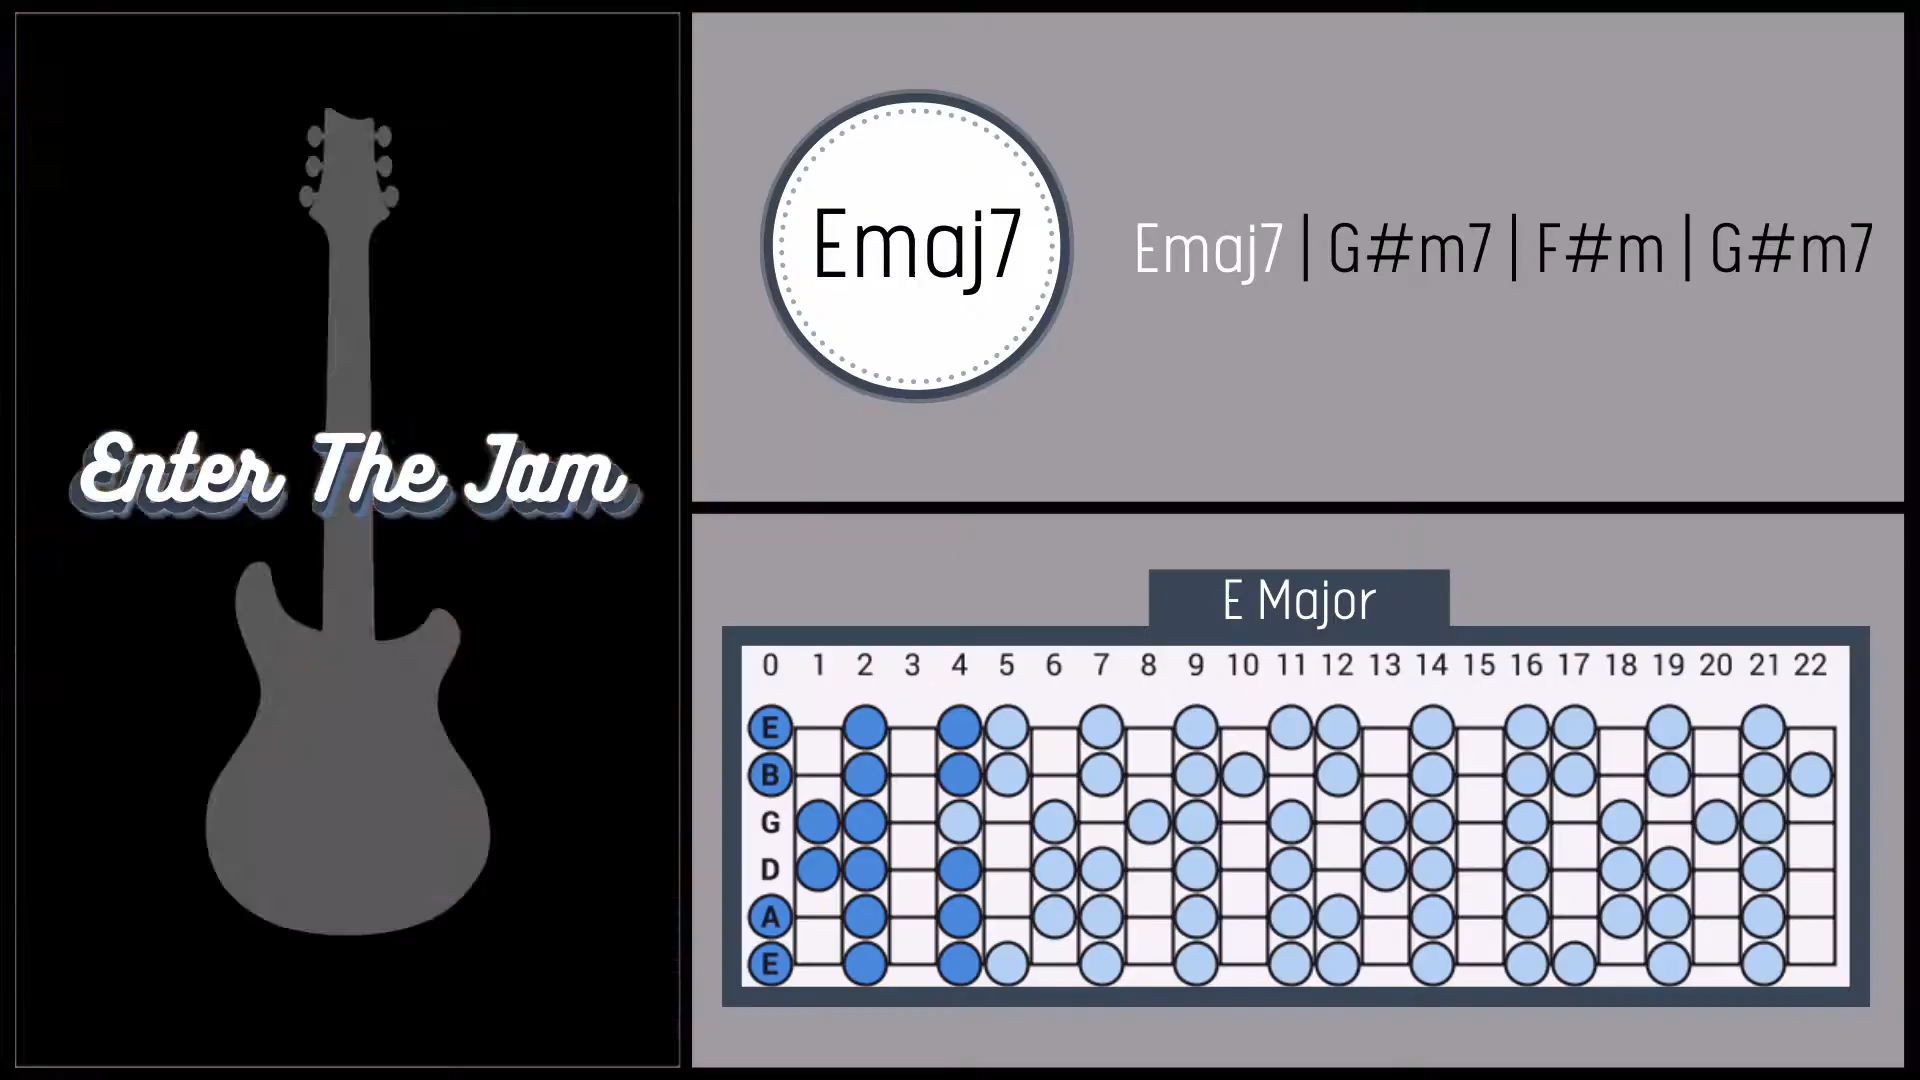 Enter The Jam
Emaj7
Emaj7 | G#m7 | F#m | G#m7
E Major
0 1 2 3 4 5 6 7 8 9 10 11 12 13 14 15 16 17 18 19 20 21 22
E
B
G
D
A
E